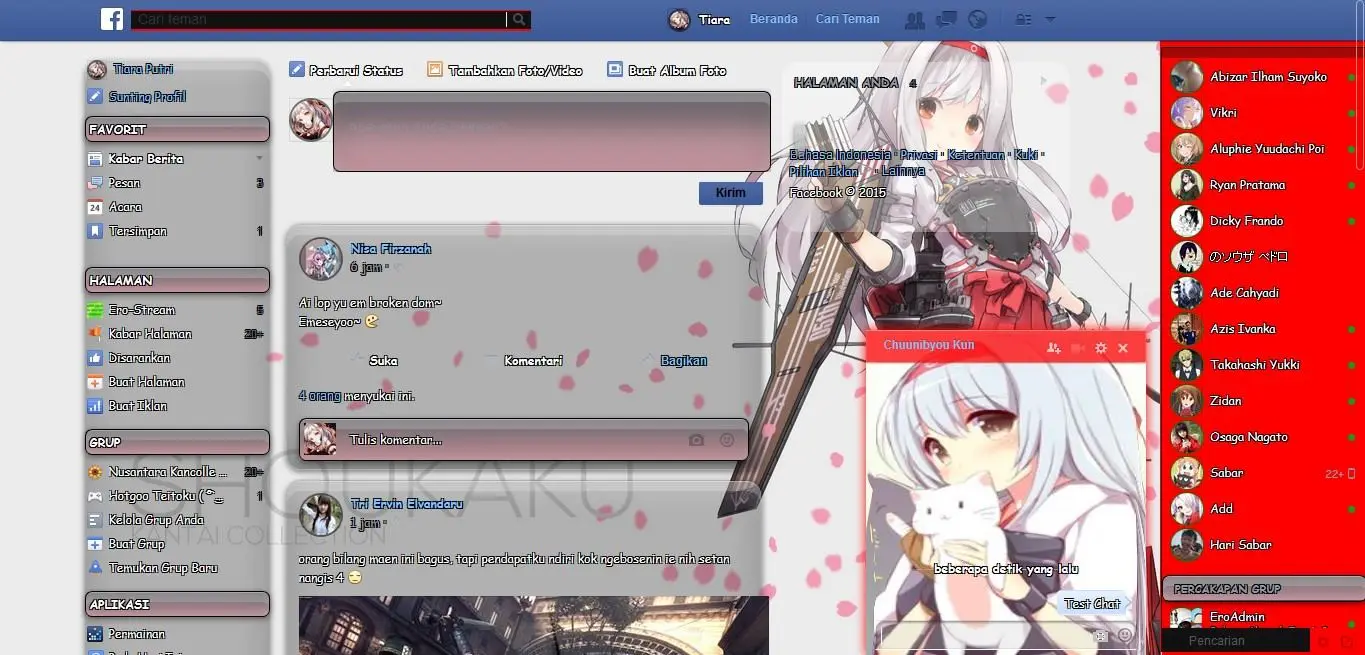 Cari teman
Tiara
Beranda
Cari Teman
Tiara Putri
Sunting Profil
FAVORIT
Kabar Berita
Pesan 3
Acara
24
Tersimpan 1
HALAMAN
Ero-Stream 5
Kabar Halaman 20+
Disarankan
Buat Halaman
Buat Iklan
GRUP
Nusantara Kancolle ... 20+
Hotgoo Teitoku
1
Kelola Grup Anda
Buat Grup
Temukan Grup Baru
APLIKASI
Permainan
Perbarui Status
Tambahkan Foto/Video
Buat Album Foto
Kirim
Nisa Firzanah
6 jam ·
Ai lop yu em broken dom~
Emeseyoo~
Suka
Komentari
Bagikan
4 orang menyukai ini.
Tulis komentar...
SHOUKAKU
KANTAI COLLECTION
Tri Ervin Elvandaru
1 jam ·
orang bilang maen ini bagus, tapi pendapatku ndiri kok ngebosenin ie nih setan
nangis 4
HALAMAN ANDA 4
Bahasa Indonesia · Privasi · Ketentuan · Kuki ·
Pilihan Iklan · Lainnya
Facebook © 2015
Chuunibyou Kun
beberapa detik yang lalu
Test Chat
Abizar Ilham Suyoko
Vikri
Aluphie Yuudachi Poi
Ryan Pratama
Dicky Frando
のソウザ ペドロ
Ade Cahyadi
Azis Ivanka
Takahashi Yukki
Zidan
Osaga Nagato
Sabar 22+
Add
Hari Sabar
PERCAKAPAN GRUP
EroAdmin
Pencarian